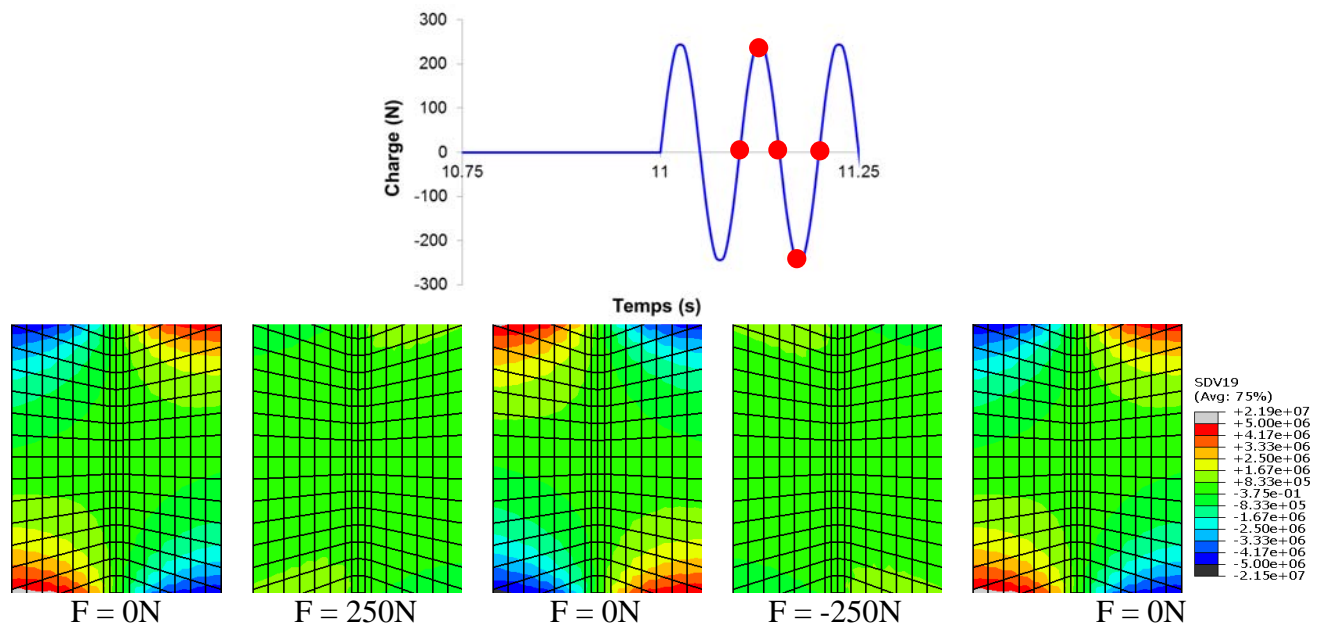 300
200
100
0
-100
-200
-300
Charge (N)
10.75
11
11.25
Temps (s)
SDV19
(Avg: 75%)
+2.19e+07
+5.00e+06
+4.17e+06
+3.33e+06
+2.50e+06
+1.67e+06
+8.33e+05
-3.75e-01
-8.33e+05
-1.67e+06
-2.50e+06
-3.33e+06
-4.17e+06
-5.00e+06
-2.15e+07
F = 0N
F = 250N
F = 0N
F = -250N
F = 0N